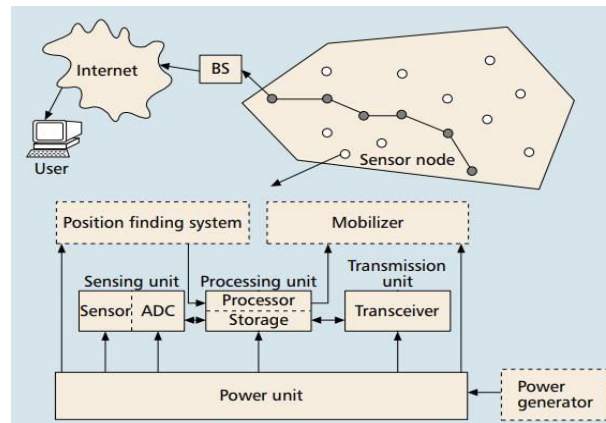 Internet
BS
User
Sensor node
Position finding system
Mobilizer
Sensing unit
Processing unit
Transmission
unit
Sensor
ADC
Processor
Storage
Transceiver
Power unit
Power
generator